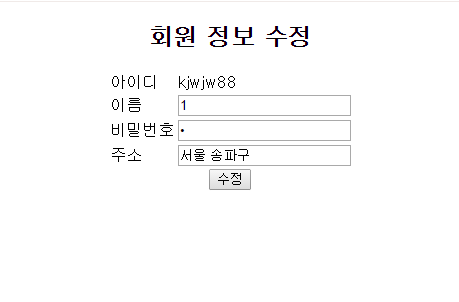 회원 정보 수정
아이디 kjwjw88
이름 1
비밀번호 •
주소 서울 송파구
수정